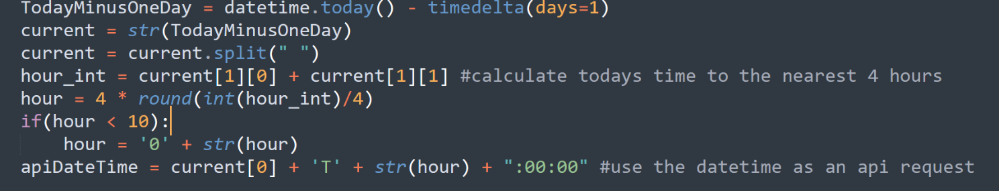 TodayMinusOneDay = datetime.today() - timedelta(days=1)
current = str(TodayMinusOneDay)
current = current.split(" ")
hour_int = current[1][0] + current[1][1] #calculate todays time to the nearest 4 hours
hour = 4 * round(int(hour_int)/4)
if(hour < 10):
    hour = '0' + str(hour)
apiDateTime = current[0] + 'T' + str(hour) + ":00:00" #use the datetime as an api request